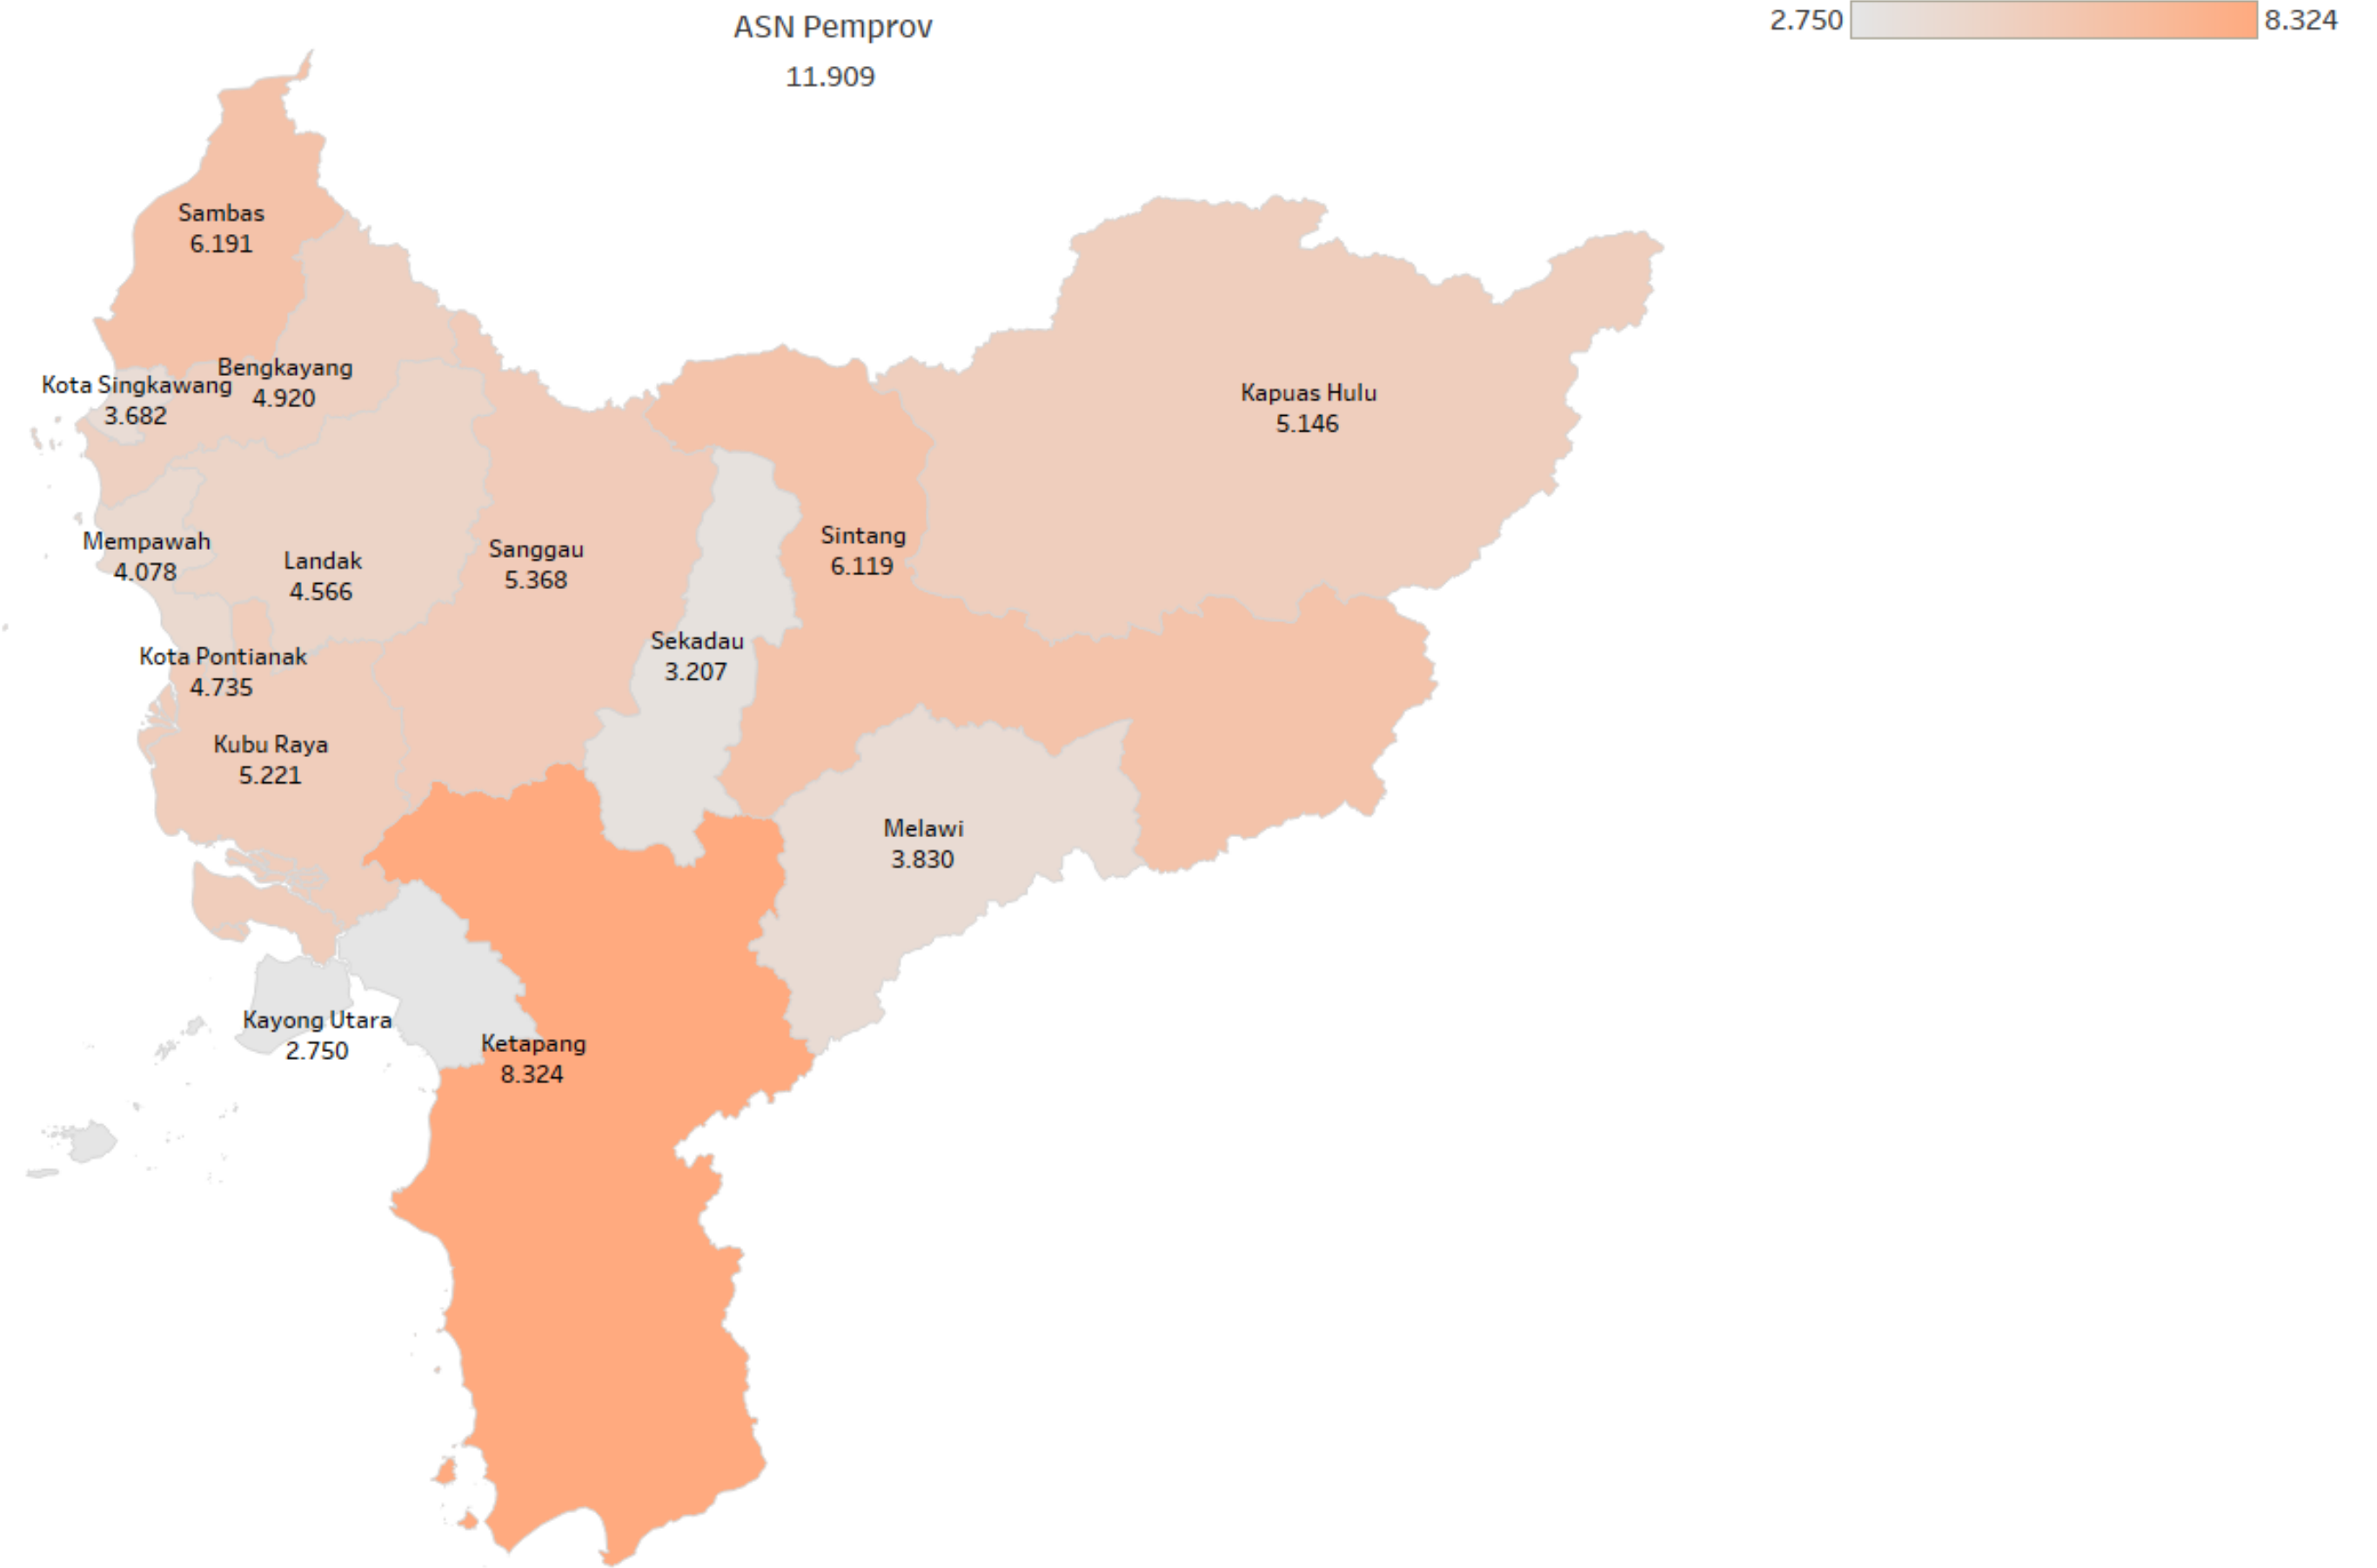 ASN Pemprov
11.909
2.750
8.324
Sambas
6.191
Bengkayang
4.920
Kota Singkawang
3.682
Kapuas Hulu
5.146
Mempawah
4.078
Landak
4.566
Sanggau
5.368
Sintang
6.119
Sekadau
3.207
Kota Pontianak
4.735
Kubu Raya
5.221
Melawi
3.830
Kayong Utara
2.750
Ketapang
8.324